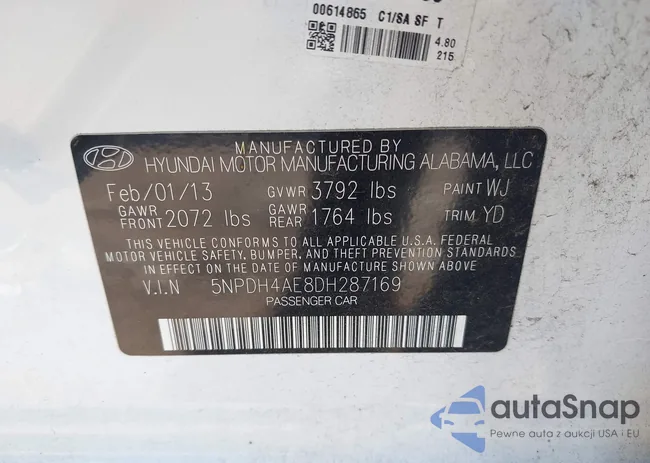 00614865 C1/SA SF T
4.80
215
MANUFACTURED BY
HYUNDAI MOTOR MANUFACTURING ALABAMA, LLC
Feb/01/13 GVWR 3792 lbs PAINT WJ
GAWR FRONT 2072 lbs GAWR REAR 1764 lbs TRIM YD
THIS VEHICLE CONFORMS TO ALL APPLICABLE U.S.A. FEDERAL
MOTOR VEHICLE SAFETY, BUMPER, AND THEFT PREVENTION STANDARDS
IN EFFECT ON THE DATE OF MANUFACTURE SHOWN ABOVE
V.I.N 5NPDH4AE8DH287169
PASSENGER CAR
autaSnap
Pewne auta z aukcji USA i EU